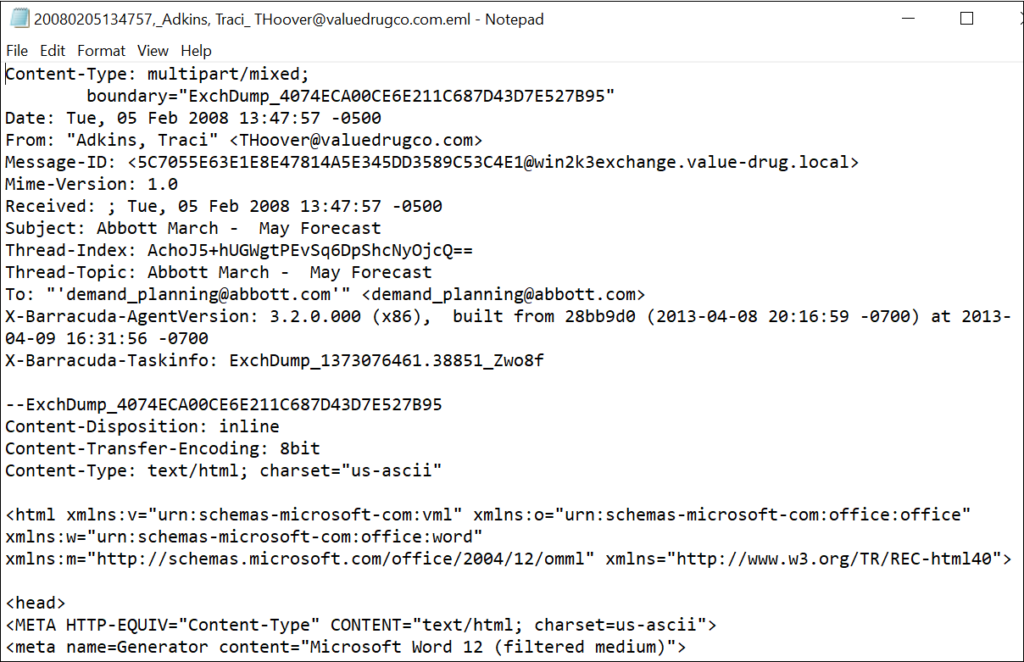 20080205134757,_Adkins, Traci_ THoover@valuedrugco.com.eml - Notepad
File Edit Format View Help
Content-Type: multipart/mixed;
        boundary="ExchDump_4074ECA00CE6E211C687D43D7E527B95"
Date: Tue, 05 Feb 2008 13:47:57 -0500
From: "Adkins, Traci" <THoover@valuedrugco.com>
Message-ID: <5C7055E63E1E8E47814A5E345DD3589C53C4E1@win2k3exchange.value-drug.local>
Mime-Version: 1.0
Received: ; Tue, 05 Feb 2008 13:47:57 -0500
Subject: Abbott March -  May Forecast
Thread-Index: AchoJ5+hUGWgtPEvSq6DpShcNyOjcQ==
Thread-Topic: Abbott March -  May Forecast
To: "'demand_planning@abbott.com'" <demand_planning@abbott.com>
X-Barracuda-AgentVersion: 3.2.0.000 (x86),  built from 28bb9d0 (2013-04-08 20:16:59 -0700) at 2013-
04-09 16:31:56 -0700
X-Barracuda-Taskinfo: ExchDump_1373076461.38851_Zwo8f

--ExchDump_4074ECA00CE6E211C687D43D7E527B95
Content-Disposition: inline
Content-Transfer-Encoding: 8bit
Content-Type: text/html; charset="us-ascii"

<html xmlns:v="urn:schemas-microsoft-com:vml" xmlns:o="urn:schemas-microsoft-com:office:office"
xmlns:w="urn:schemas-microsoft-com:office:word"
xmlns:m="http://schemas.microsoft.com/office/2004/12/omml" xmlns="http://www.w3.org/TR/REC-html40">

<head>
<META HTTP-EQUIV="Content-Type" CONTENT="text/html; charset=us-ascii">
<meta name=Generator content="Microsoft Word 12 (filtered medium)">